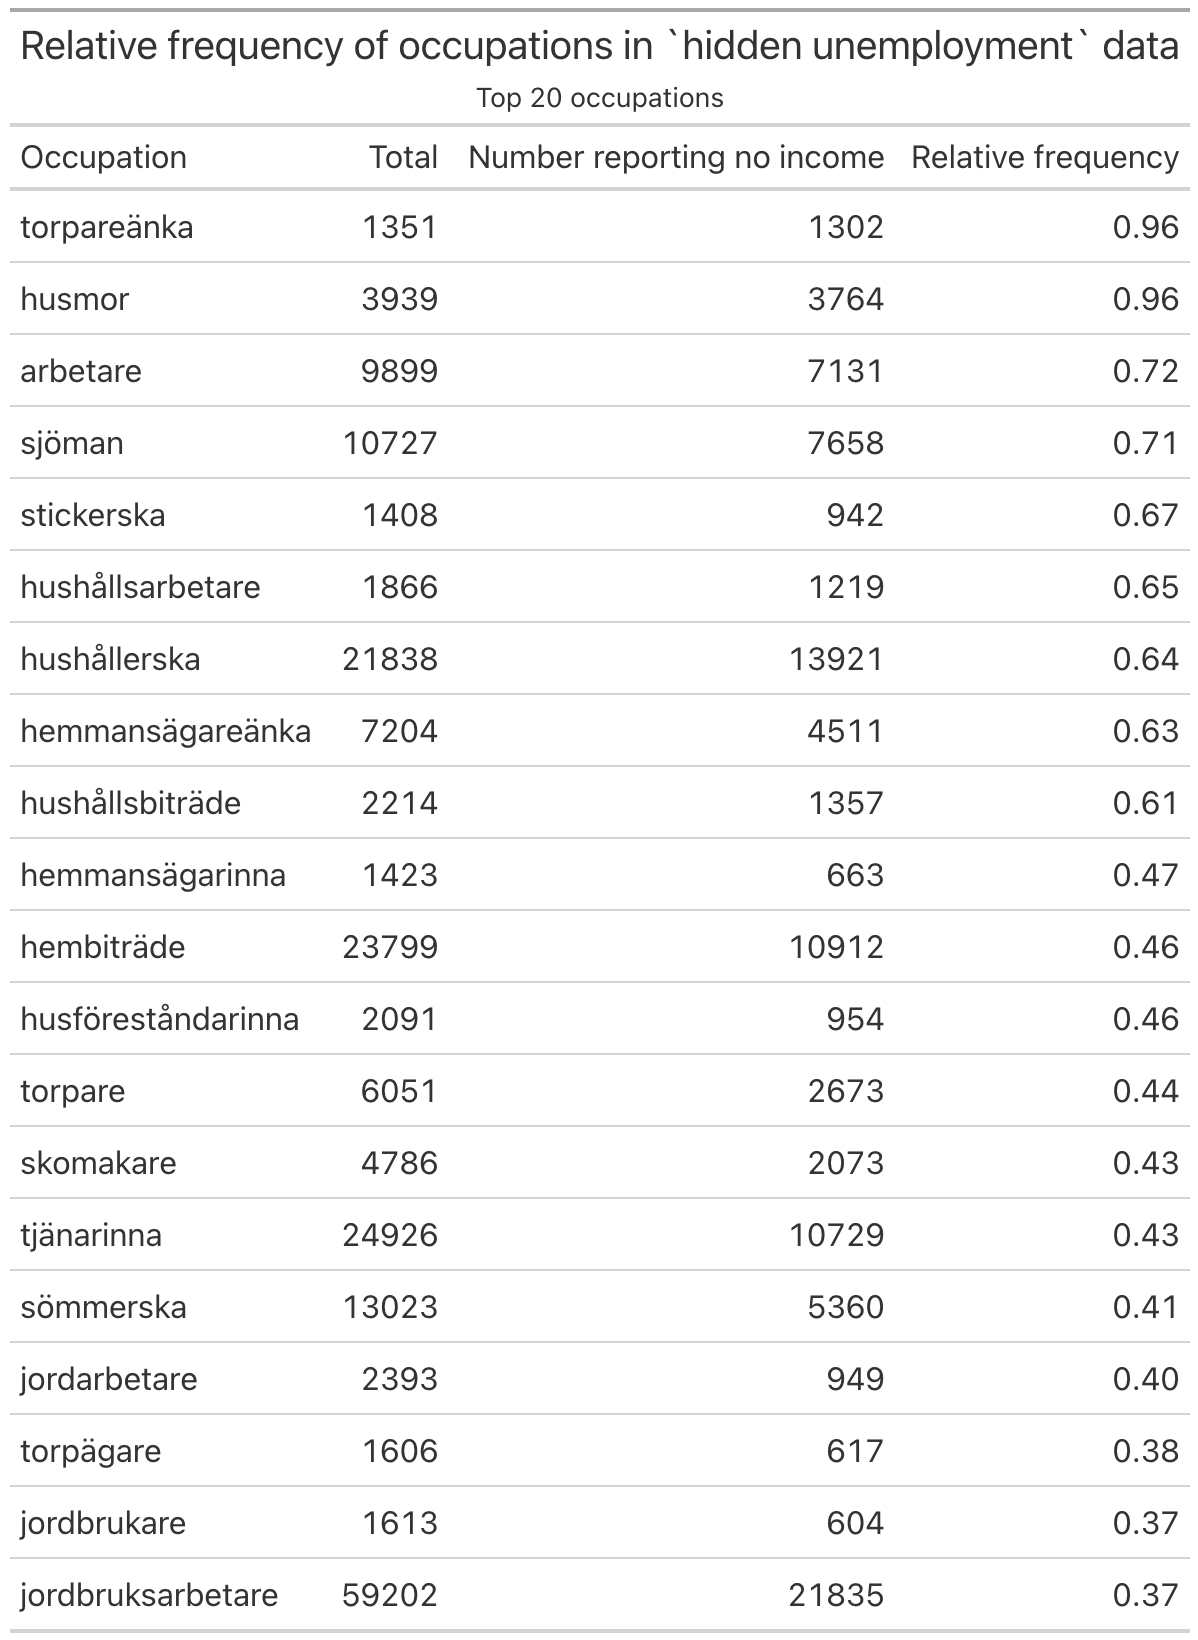 Relative frequency of occupations in `hidden unemployment` data
Top 20 occupations
Occupation Total Number reporting no income Relative frequency
torpareänka 1351 1302 0.96
husmor 3939 3764 0.96
arbetare 9899 7131 0.72
sjöman 10727 7658 0.71
stickerska 1408 942 0.67
hushållsarbetare 1866 1219 0.65
hushållerska 21838 13921 0.64
hemmansägareänka 7204 4511 0.63
hushållsbiträde 2214 1357 0.61
hemmansägarinna 1423 663 0.47
hembiträde 23799 10912 0.46
husföreståndarinna 2091 954 0.46
torpare 6051 2673 0.44
skomakare 4786 2073 0.43
tjänarinna 24926 10729 0.43
sömmerska 13023 5360 0.41
jordarbetare 2393 949 0.40
torpägare 1606 617 0.38
jordbrukare 1613 604 0.37
jordbruksarbetare 59202 21835 0.37